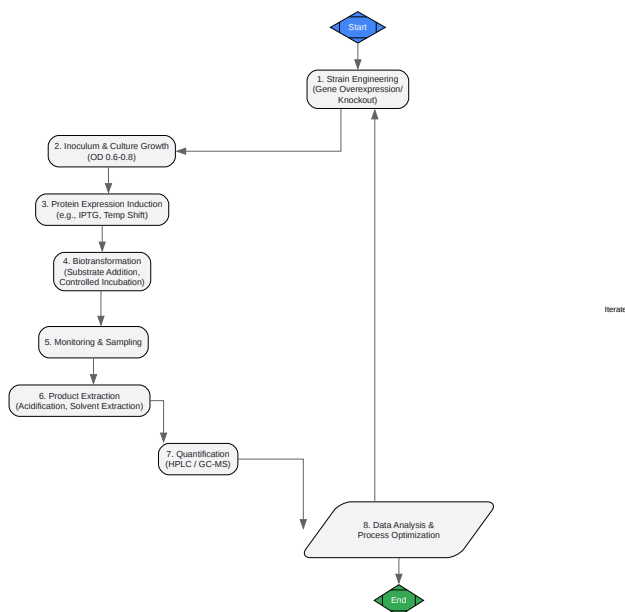 Start
1. Strain Engineering
(Gene Overexpression/
Knockout)
2. Inoculum & Culture Growth
(OD 0.6-0.8)
3. Protein Expression Induction
(e.g., IPTG, Temp Shift)
4. Biotransformation
(Substrate Addition,
Controlled Incubation)
Iterate
5. Monitoring & Sampling
6. Product Extraction
(Acidification, Solvent Extraction)
7. Quantification
(HPLC / GC-MS)
8. Data Analysis &
Process Optimization
End